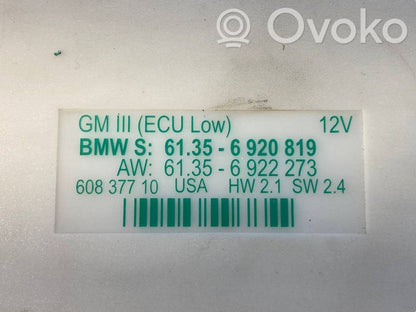 Ovoko
GM III (ECU Low) 12V
BMW S: 61.35 - 6 920 819
AW: 61.35 - 6 922 273
608 377 10 USA HW 2.1 SW 2.4